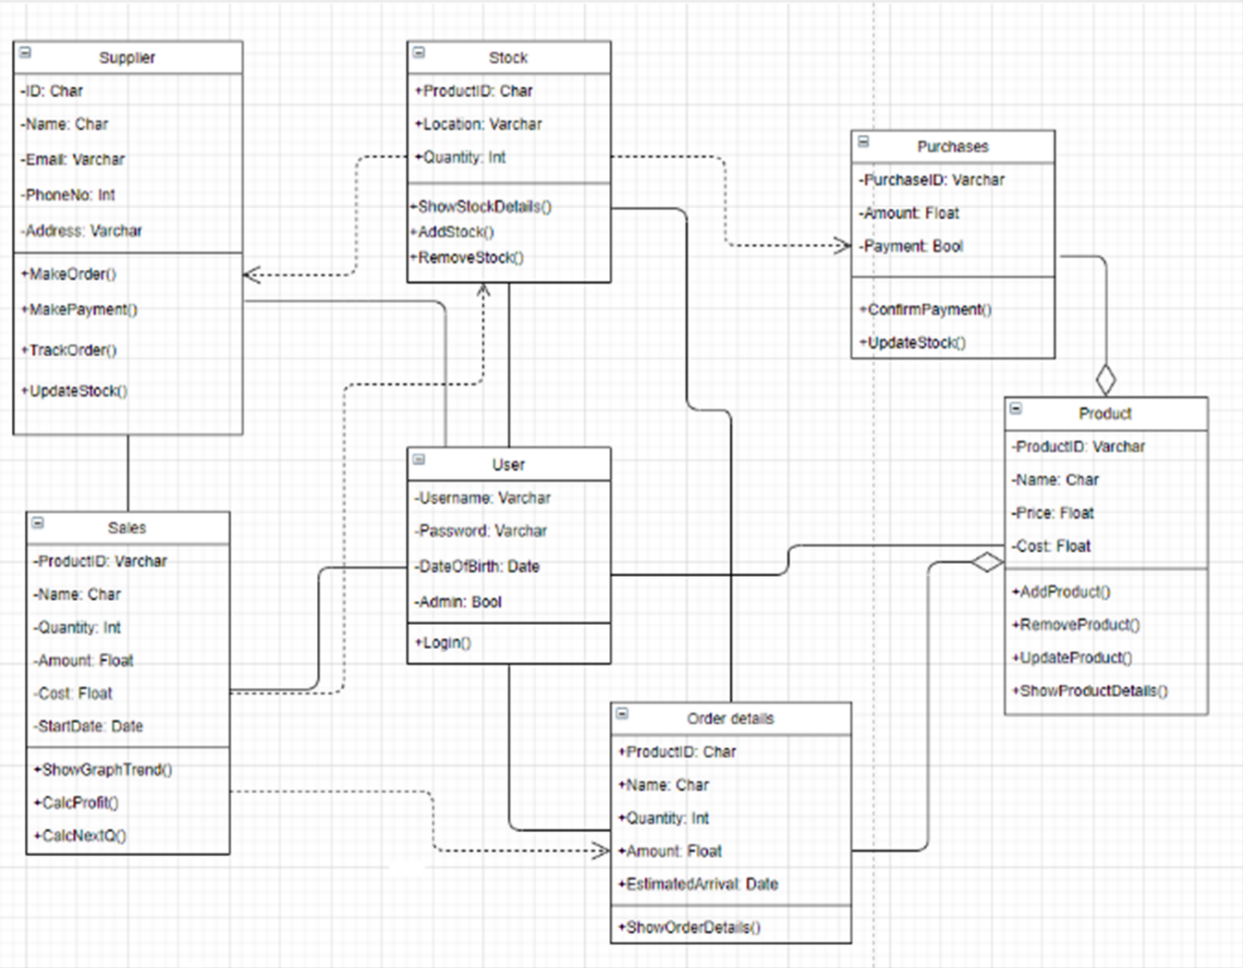 Supplier
-ID: Char
-Name: Char
-Email: Varchar
-PhoneNo: Int
-Address: Varchar
+MakeOrder()
+MakePayment()
+TrackOrder()
+UpdateStock()
Stock
+ProductID: Char
+Location: Varchar
+Quantity: Int
+ShowStockDetails()
+AddStock()
+RemoveStock()
Purchases
-PurchaseID: Varchar
-Amount: Float
-Payment: Bool
+ConfirmPayment()
+UpdateStock()
Product
-ProductID: Varchar
-Name: Char
-Price: Float
-Cost: Float
+AddProduct()
+RemoveProduct()
+UpdateProduct()
+ShowProductDetails()
User
-Username: Varchar
-Password: Varchar
-DateOfBirth: Date
-Admin: Bool
+Login()
Sales
-ProductID: Varchar
-Name: Char
-Quantity: Int
-Amount: Float
-Cost: Float
-StartDate: Date
+ShowGraphTrend()
+CalcProfit()
+CalcNextQ()
Order details
+ProductID: Char
+Name: Char
+Quantity: Int
+Amount: Float
+EstimatedArrival: Date
+ShowOrderDetails()